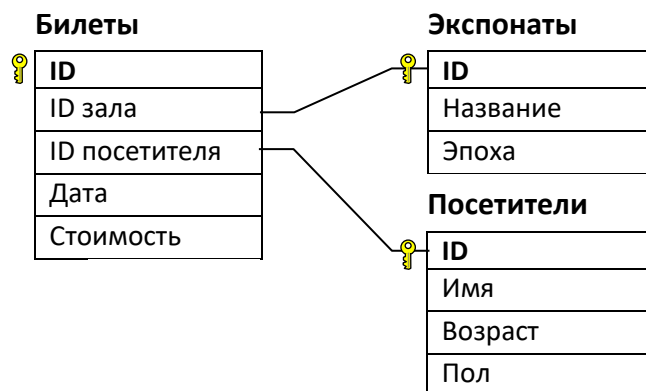 Билеты
ID
ID зала
ID посетителя
Дата
Стоимость
Экспонаты
ID
Название
Эпоха
Посетители
ID
Имя
Возраст
Пол